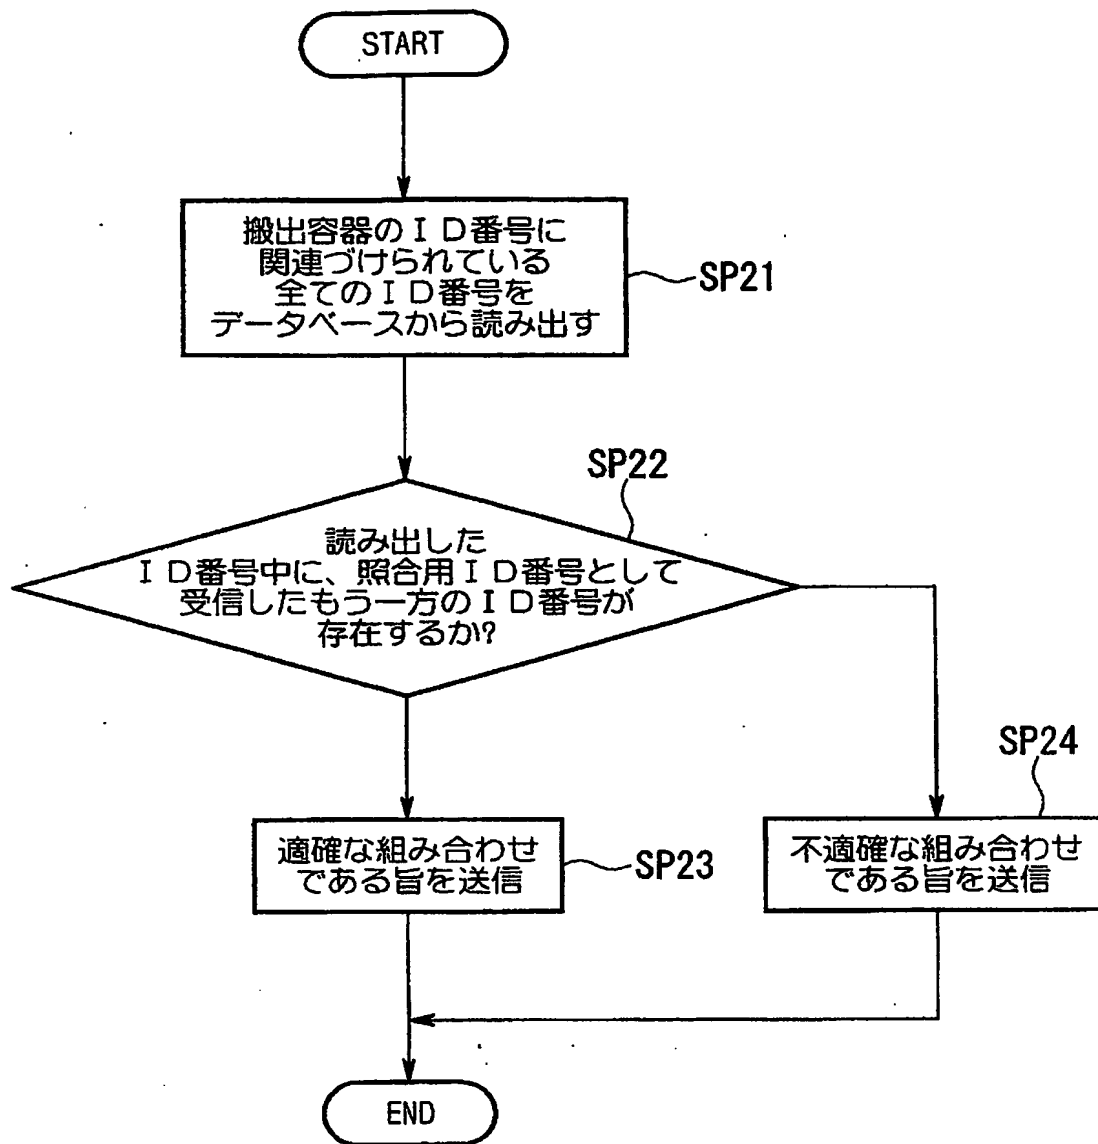 START
搬出容器のＩＤ番号に
関連づけられている
全てのＩＤ番号を
データベースから読み出す
SP21
SP22
読み出した
ＩＤ番号中に、照合用ＩＤ番号として
受信したもう一方のＩＤ番号が
存在するか?
SP24
適確な組み合わせ
である旨を送信
SP23
不適確な組み合わせ
である旨を送信
END